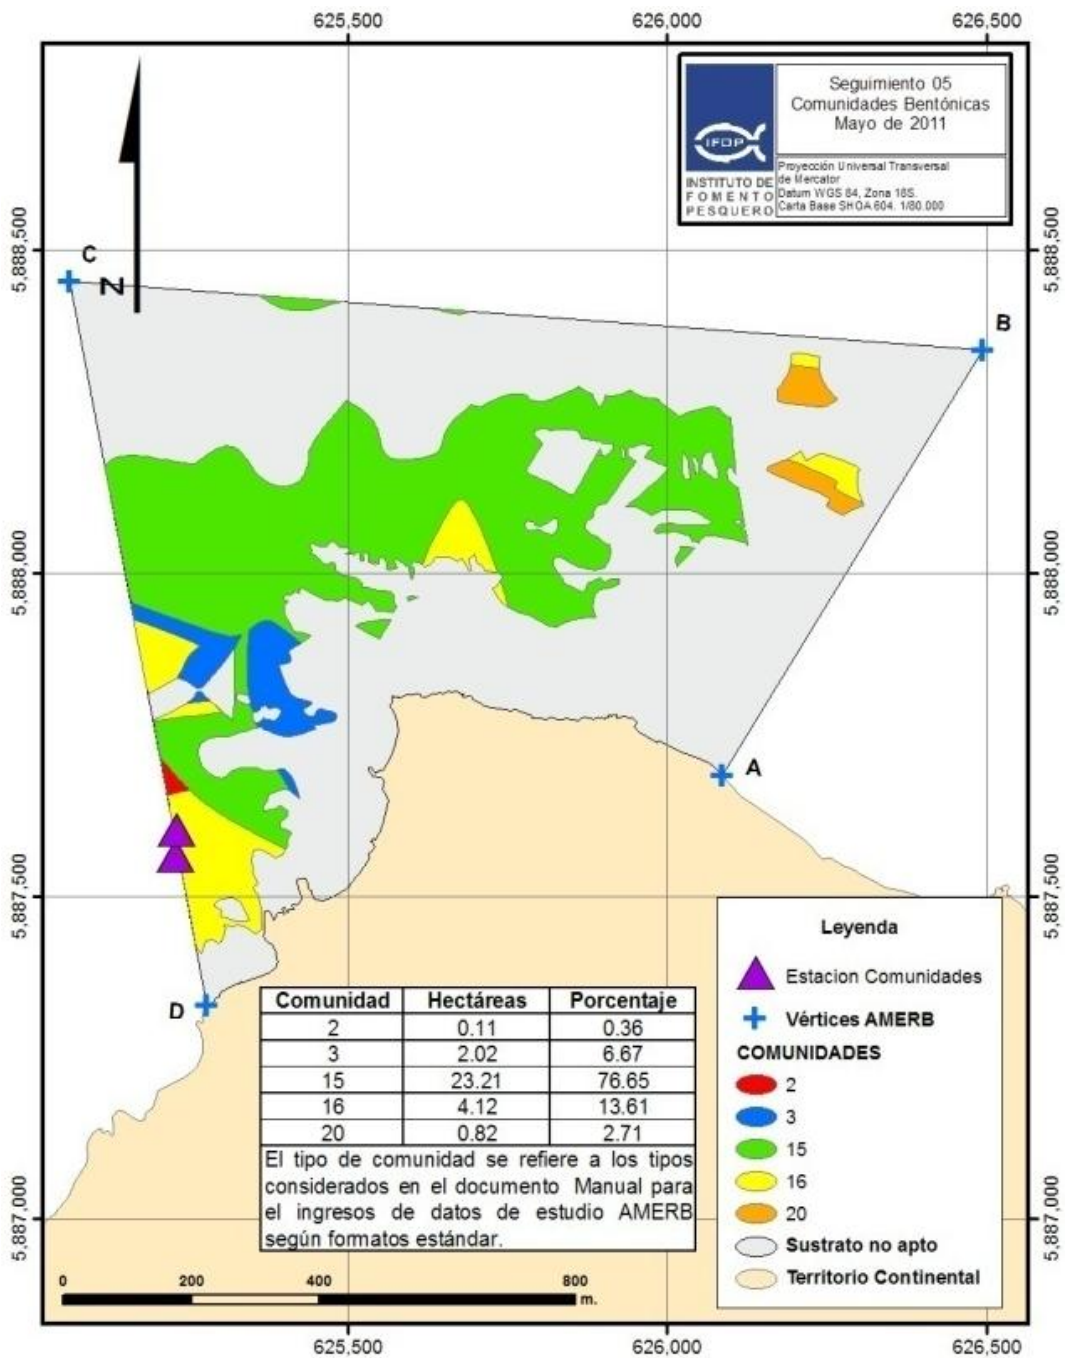 625,500 626,000 626,500
Seguimiento 05
Comunidades Bentónicas
Mayo de 2011
IFOP
INSTITUTO DE
FOMENTO
PESQUERO
Proyección Universal Transversal
de Mercator
Datum WGS 84, Zona 18S.
Carta Base SHOA 604. 1/80.000
5,888,500 5,888,500
C
N
B
5,888,000 5,888,000
A
5,887,500 5,887,500
D
Leyenda
Estacion Comunidades
Vértices AMERB
COMUNIDADES
2
3
15
16
20
Sustrato no apto
Territorio Continental
Comunidad Hectáreas Porcentaje
2 0.11 0.36
3 2.02 6.67
15 23.21 76.65
16 4.12 13.61
20 0.82 2.71
El tipo de comunidad se refiere a los tipos
considerados en el documento Manual para
el ingresos de datos de estudio AMERB
según formatos estándar.
5,887,000 5,887,000
0 200 400 800
m.
625,500 626,000 626,500